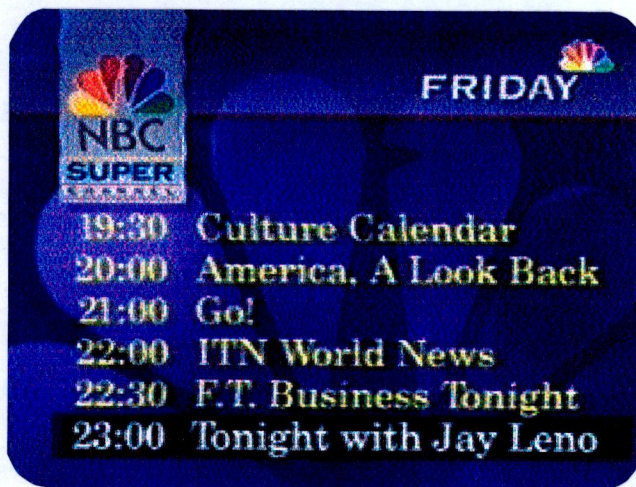 FRIDAY
NBC
SUPER
CHANNEL
19:30 Culture Calendar
20:00 America, A Look Back
21:00 Go!
22:00 ITN World News
22:30 F.T. Business Tonight
23:00 Tonight with Jay Leno